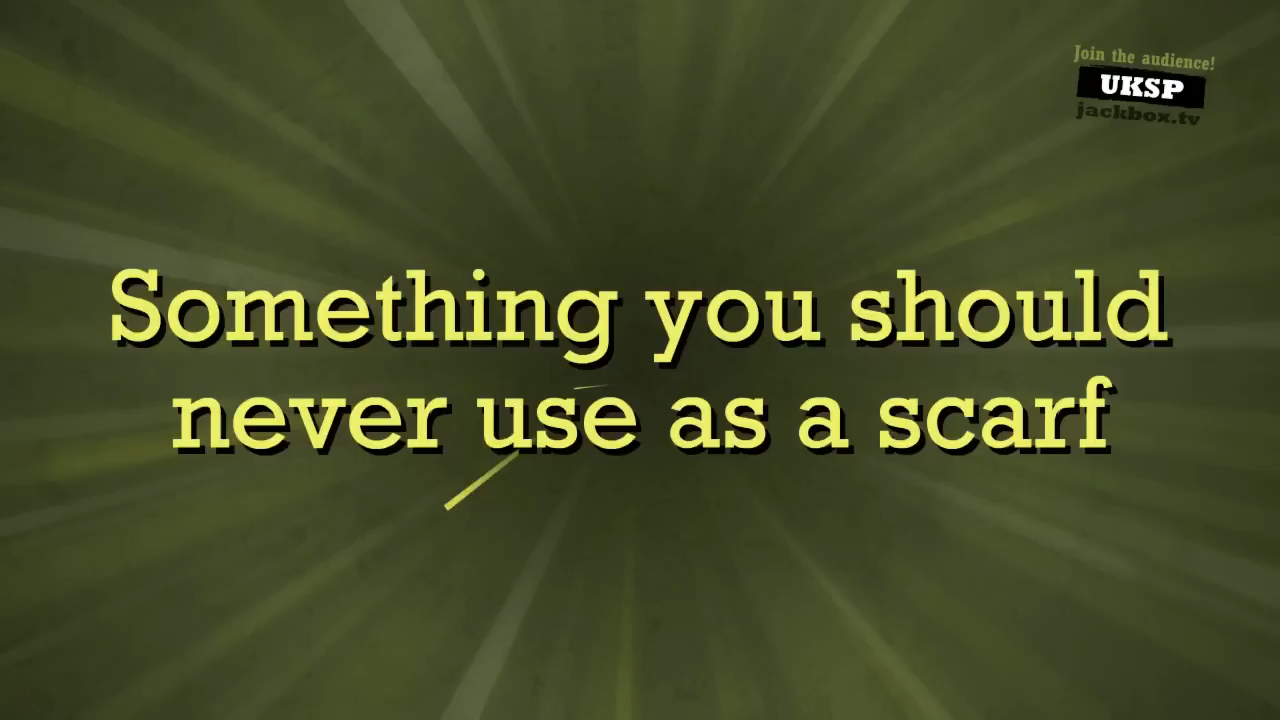 Join the audience!
UKSP
jackbox.tv
Something you should
never use as a scarf